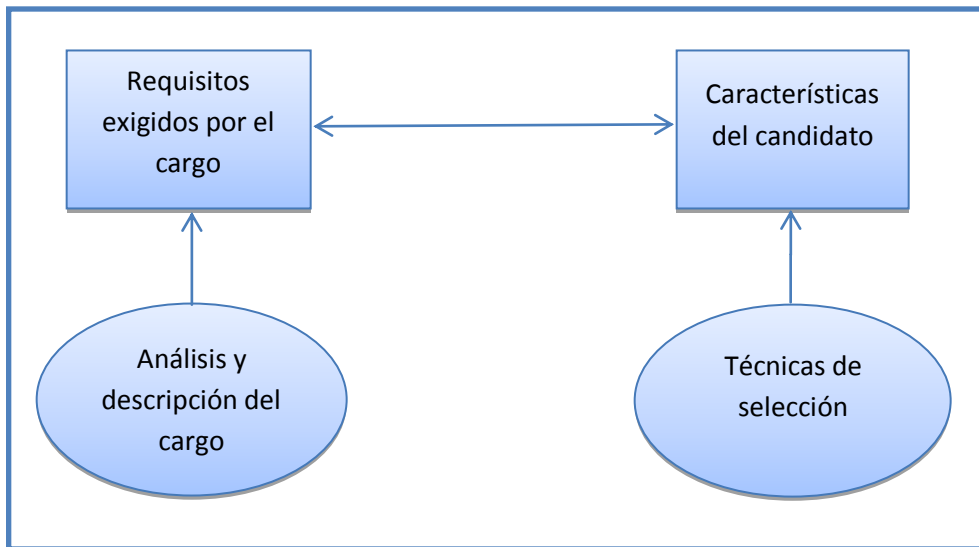 Requisitos
exigidos por el
cargo
Características
del candidato
Análisis y
descripción del
cargo
Técnicas de
selección